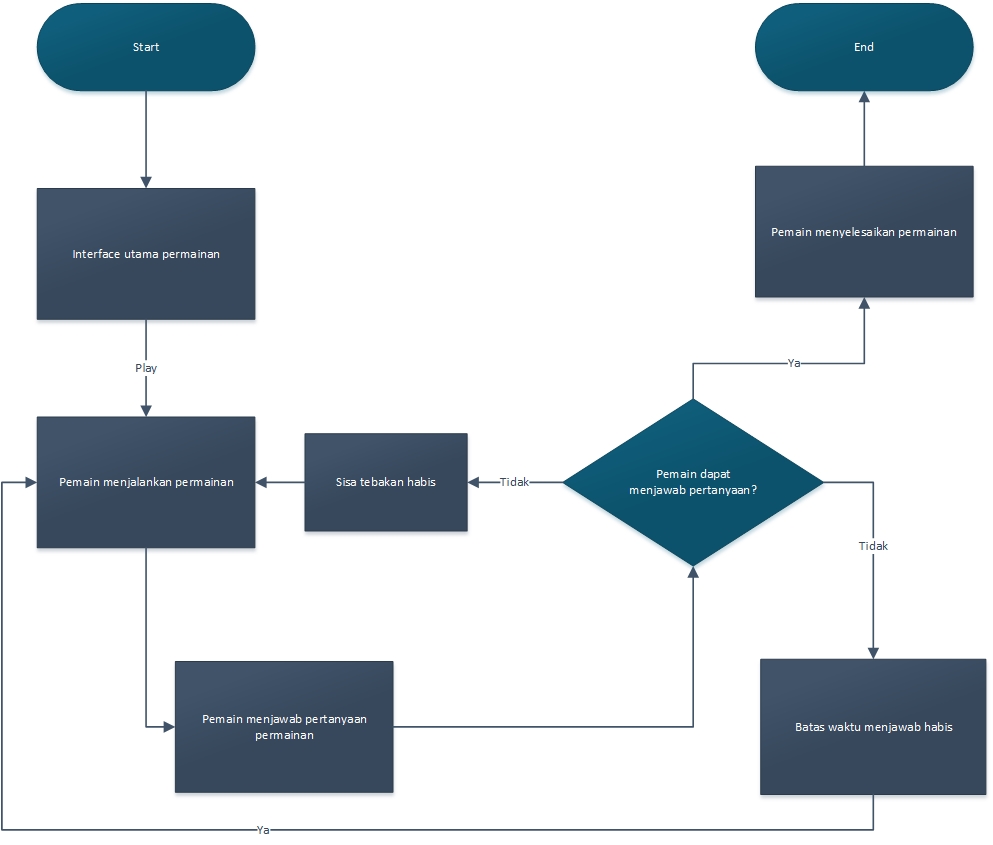 Start
End
Interface utama permainan
Pemain menyelesaikan permainan
Play
Ya
Pemain menjalankan permainan
Sisa tebakan habis
Tidak
Pemain dapat
menjawab pertanyaan?
Tidak
Pemain menjawab pertanyaan
permainan
Batas waktu menjawab habis
Ya